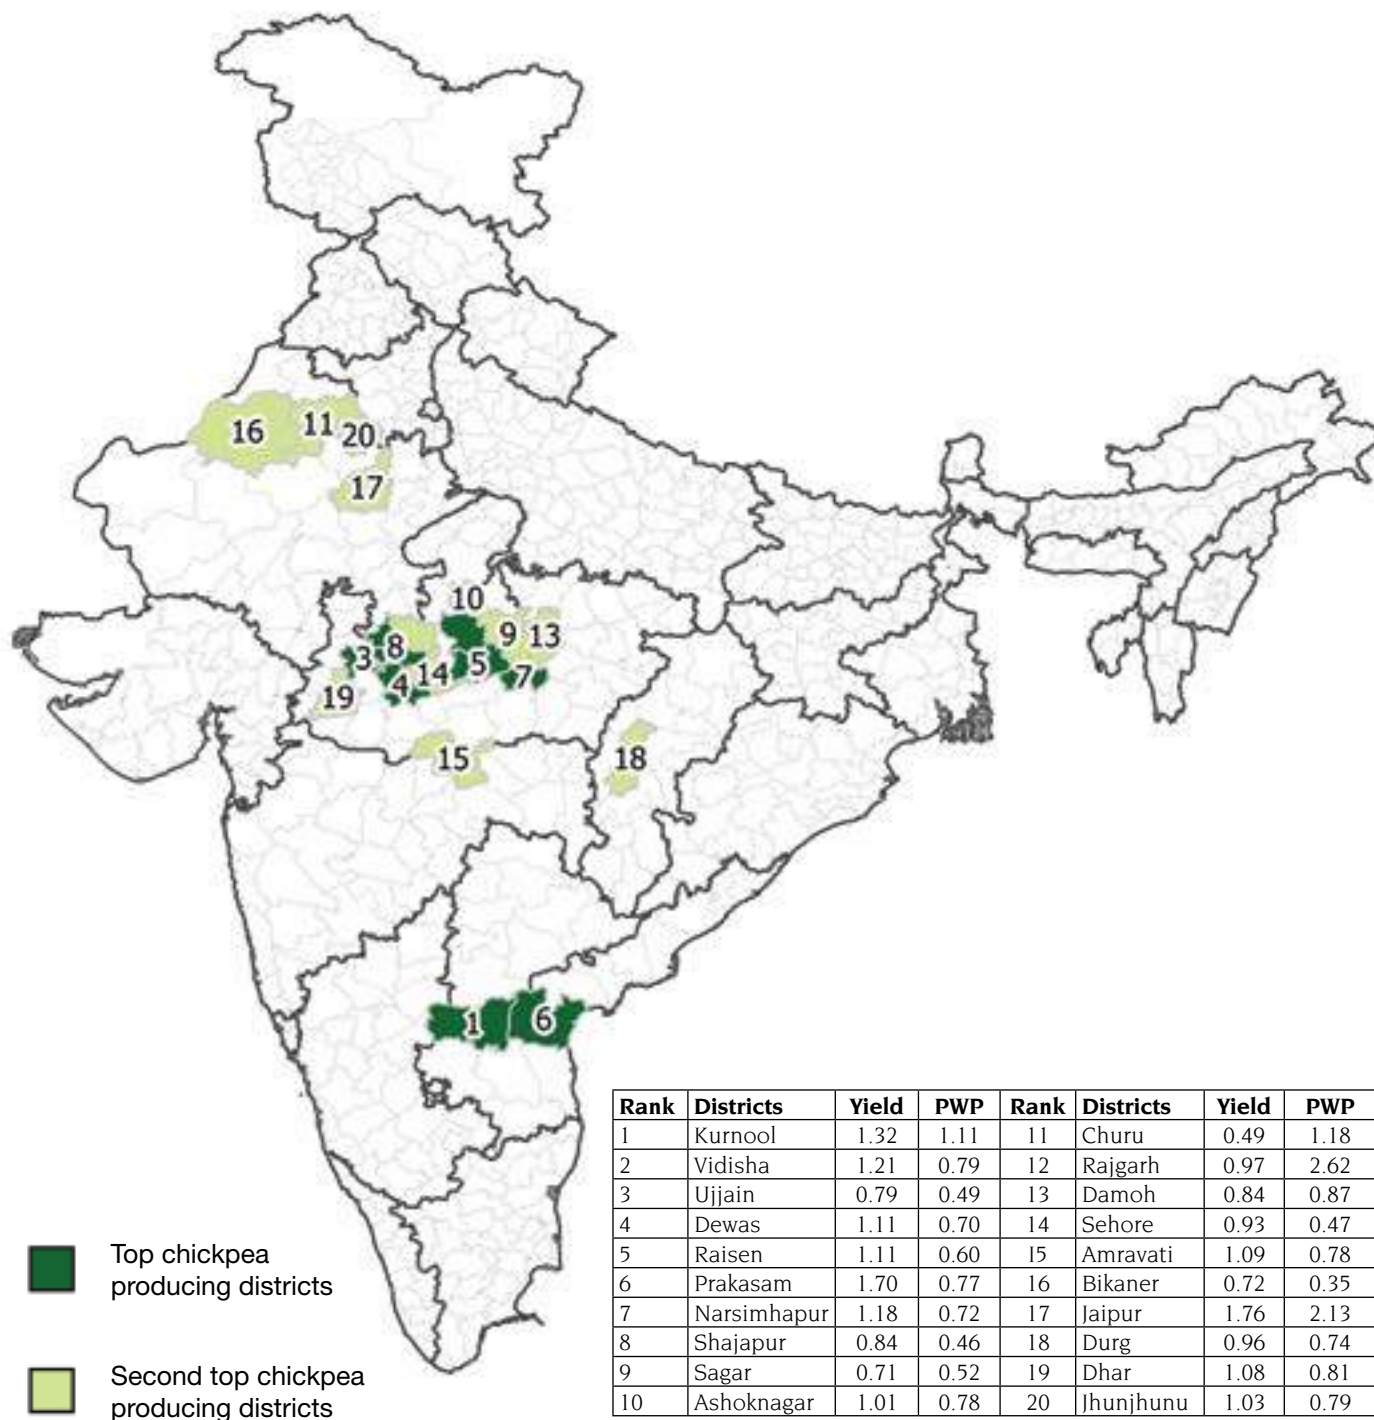 16
11
20
17
10
9
13
8
3
5
14
7
4
19
15
18
1
6
Rank Districts Yield PWP Rank Districts Yield PWP
1 Kurnool 1.32 1.11 11 Churu 0.49 1.18
2 Vidisha 1.21 0.79 12 Rajgarh 0.97 2.62
3 Ujjain 0.79 0.49 13 Damoh 0.84 0.87
4 Dewas 1.11 0.70 14 Sehore 0.93 0.47
5 Raisen 1.11 0.60 15 Amravati 1.09 0.78
6 Prakasam 1.70 0.77 16 Bikaner 0.72 0.35
7 Narsimhapur 1.18 0.72 17 Jaipur 1.76 2.13
8 Shajapur 0.84 0.46 18 Durg 0.96 0.74
9 Sagar 0.71 0.52 19 Dhar 1.08 0.81
10 Ashoknagar 1.01 0.78 20 Jhunjhunu 1.03 0.79
Top chickpea
producing districts
Second top chickpea
producing districts